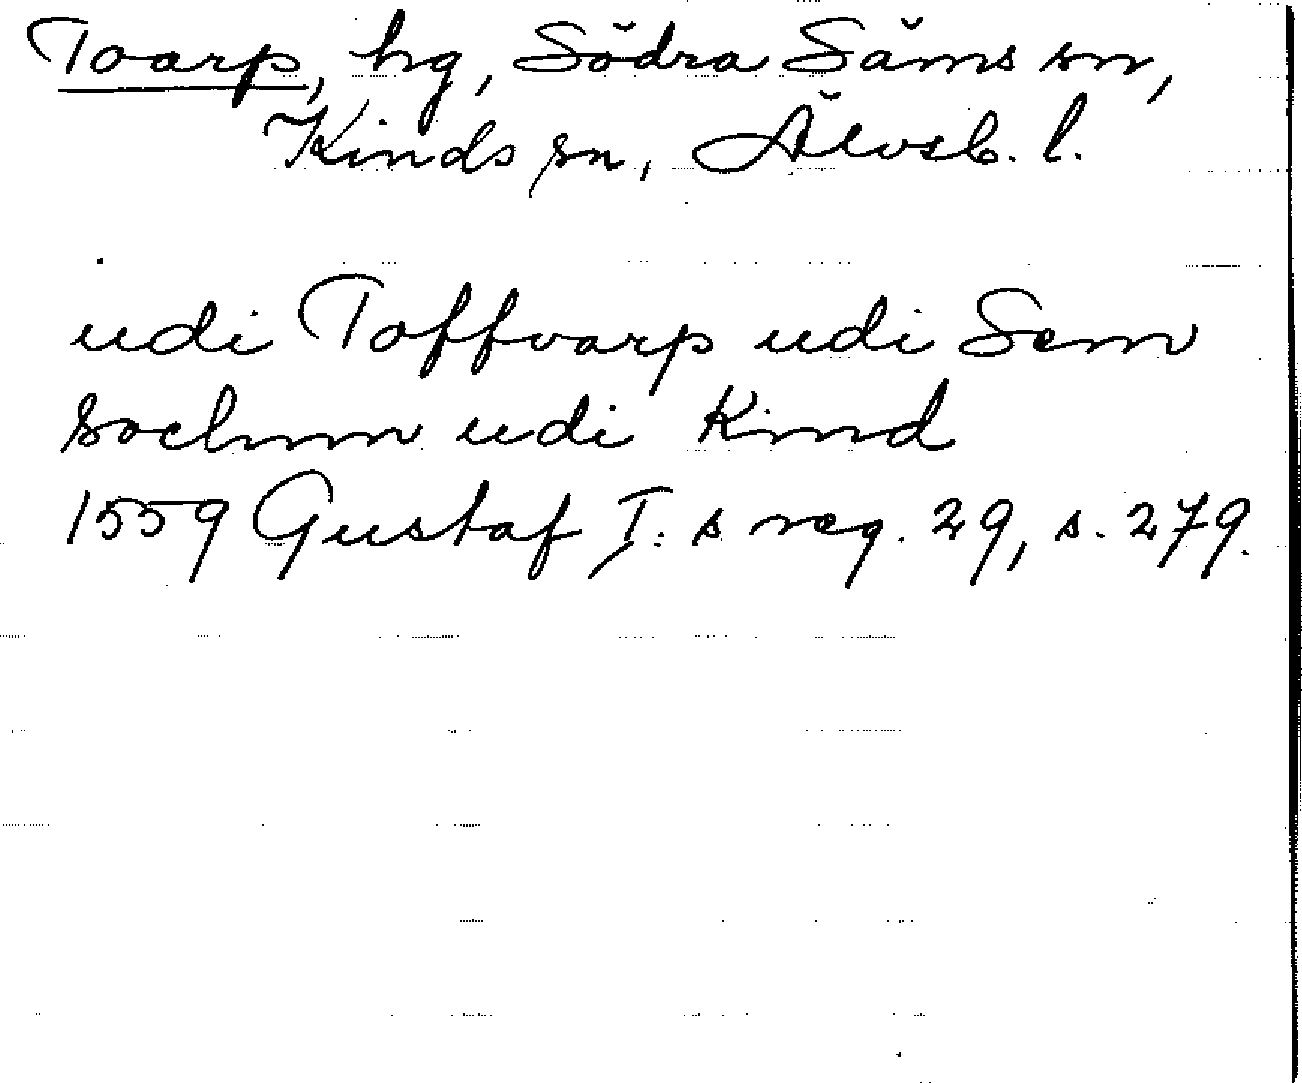 Toarp, hg, Södra Säms sn,
Kinds sn, Älvsb. l.
udi Toffvarp udi Sem
sochnn udi Kind
1559 Gustaf I:s reg. 29, s. 279.